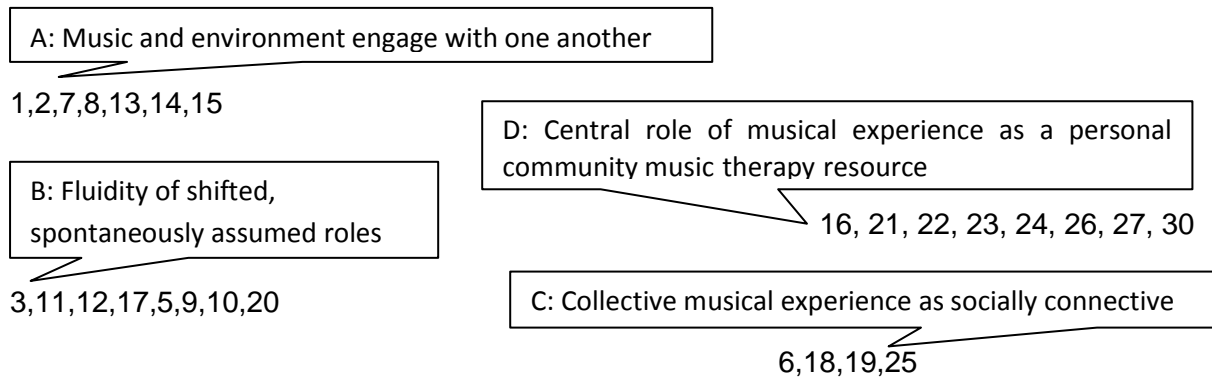 A: Music and environment engage with one another
1,2,7,8,13,14,15
D: Central role of musical experience as a personal
community music therapy resource
16, 21, 22, 23, 24, 26, 27, 30
B: Fluidity of shifted,
spontaneously assumed roles
3,11,12,17,5,9,10,20
C: Collective musical experience as socially connective
6,18,19,25